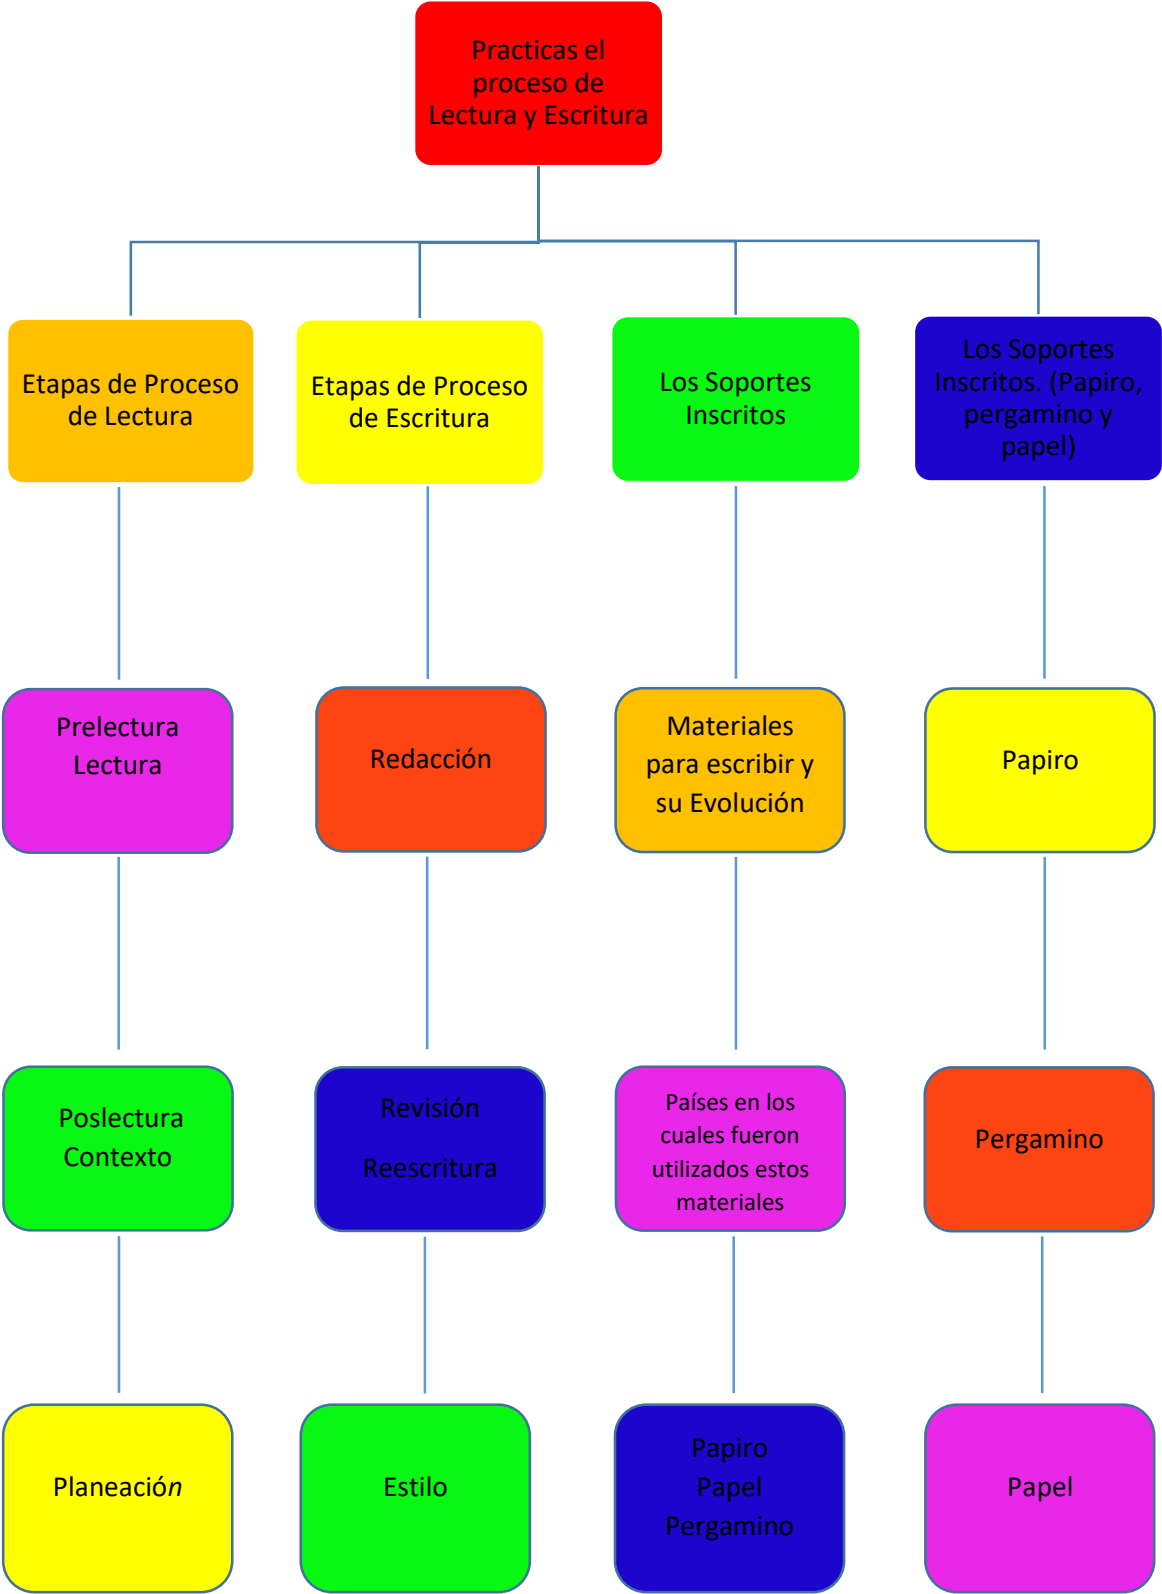 Practicas el
proceso de
Lectura y Escritura
Etapas de Proceso
de Lectura
Etapas de Proceso
de Escritura
Los Soportes
Inscritos
Los Soportes
Inscritos. (Papiro,
pergamino y
papel)
Prelectura
Lectura
Redacción
Materiales
para escribir y
su Evolución
Papiro
Poslectura
Contexto
Revisión
Reescritura
Países en los
cuales fueron
utilizados estos
materiales
Pergamino
Planeación
Estilo
Papiro
Papel
Pergamino
Papel